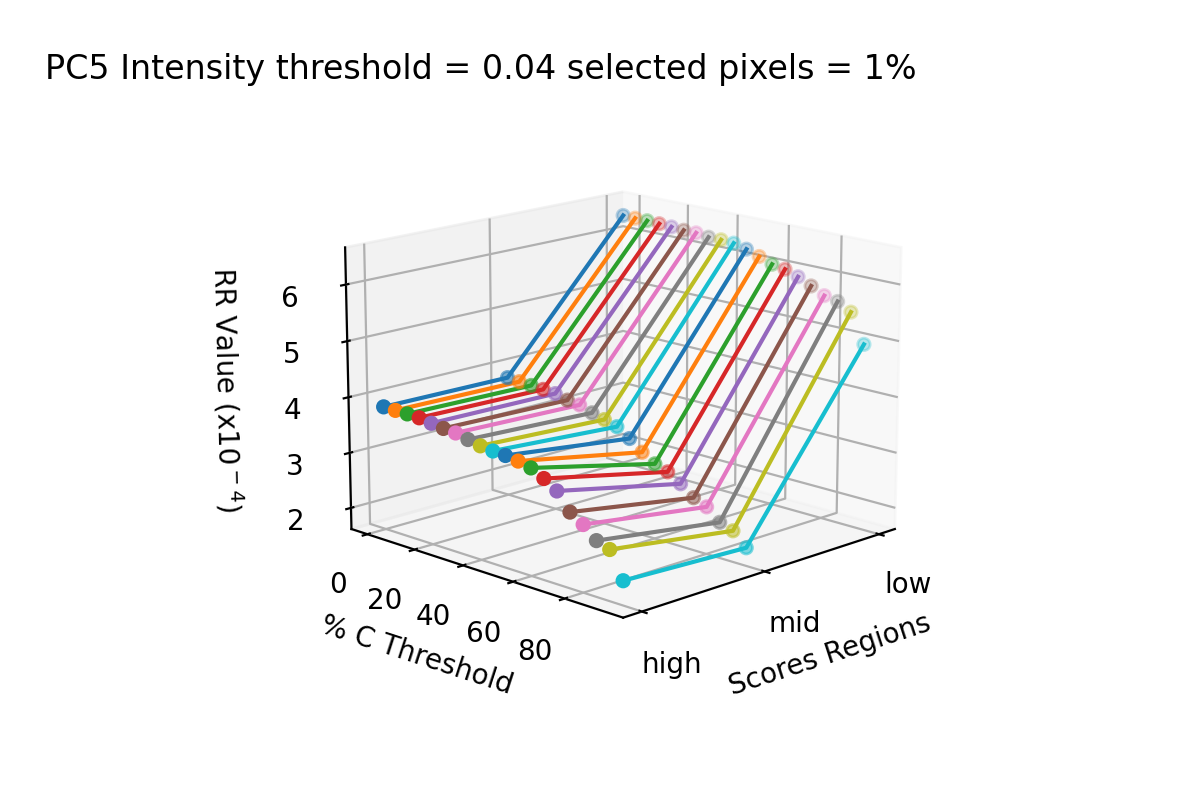 PC5 Intensity threshold = 0.04 selected pixels = 1%
RR Value (x10⁻⁴)
6
5
4
3
2
0
20
40
60
80
% C Threshold
high
mid
low
Scores Regions